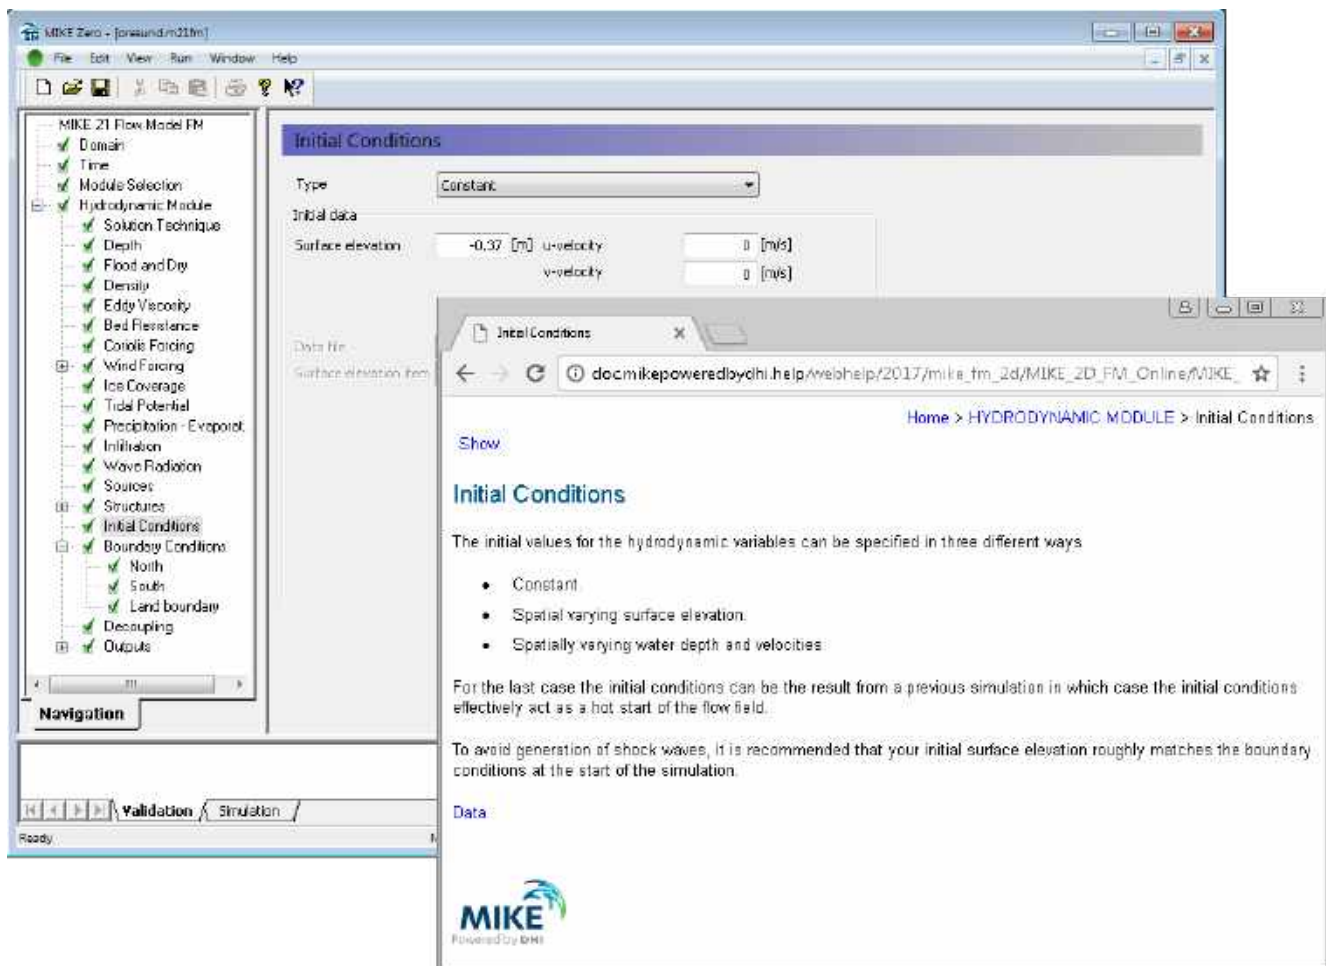 MIKE Zero - [oresund.m21fm]
File Edit View Run Window Help
MIKE 21 Flow Model FM
Domain
Time
Module Selection
Hydrodynamic Module
Solution Technique
Depth
Flood and Dry
Density
Eddy Viscosity
Bed Resistance
Coriolis Forcing
Wind Forcing
Ice Coverage
Tidal Potential
Precipitation - Evaporat.
Infiltration
Wave Radiation
Sources
Structures
Initial Conditions
Boundary Conditions
North
South
Land boundary
Decoupling
Outputs
Navigation
Initial Conditions
Type Constant
Initial data
Surface elevation -0.37 [m] u-velocity 0 [m/s]
v-velocity 0 [m/s]
Data file
Surface elevation item
Validation Simulation
Ready
Initial Conditions
doc.mikepoweredbydhi.help/webhelp/2017/mike_fm_2d/MIKE_2D_FM_Online/MIKE_
Home > HYDRODYNAMIC MODULE > Initial Conditions
Show
Initial Conditions
The initial values for the hydrodynamic variables can be specified in three different ways
• Constant
• Spatial varying surface elevation.
• Spatially varying water depth and velocities
For the last case the initial conditions can be the result from a previous simulation in which case the initial conditions
effectively act as a hot start of the flow field.
To avoid generation of shock waves, it is recommended that your initial surface elevation roughly matches the boundary
conditions at the start of the simulation.
Data
MIKE
Powered by DHI